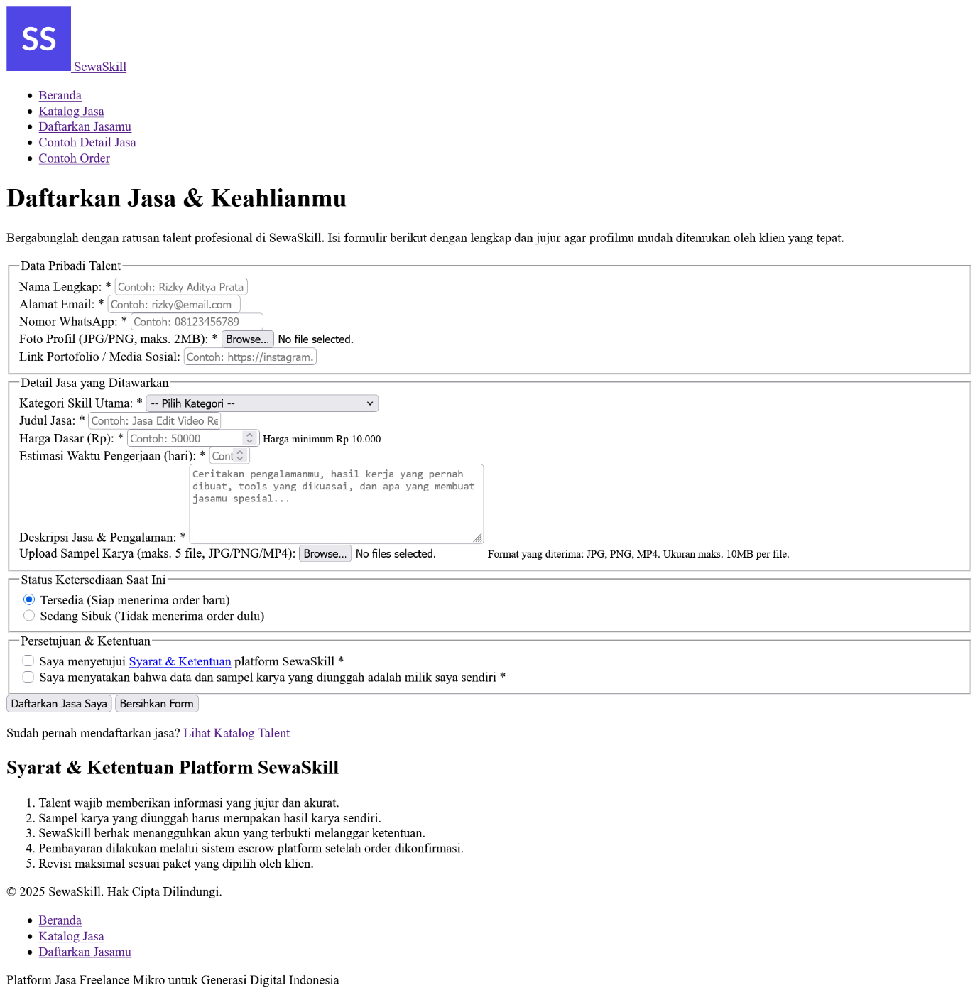 SS SewaSkill
Beranda
Katalog Jasa
Daftarkan Jasamu
Contoh Detail Jasa
Contoh Order
Daftarkan Jasa & Keahlianmu
Bergabunglah dengan ratusan talent profesional di SewaSkill. Isi formulir berikut dengan lengkap dan jujur agar profilmu mudah ditemukan oleh klien yang tepat.
Data Pribadi Talent
Nama Lengkap: * Contoh: Rizky Aditya Prata
Alamat Email: * Contoh: rizky@email.com
Nomor WhatsApp: * Contoh: 08123456789
Foto Profil (JPG/PNG, maks. 2MB): * Browse... No file selected.
Link Portofolio / Media Sosial: Contoh: https://instagram.
Detail Jasa yang Ditawarkan
Kategori Skill Utama: * -- Pilih Kategori --
Judul Jasa: * Contoh: Jasa Edit Video Re
Harga Dasar (Rp): * Contoh: 50000 Harga minimum Rp 10.000
Estimasi Waktu Pengerjaan (hari): * Cont
Ceritakan pengalamanmu, hasil kerja yang pernah
dibuat, tools yang dikuasai, dan apa yang membuat
jasamu spesial...
Deskripsi Jasa & Pengalaman: *
Upload Sampel Karya (maks. 5 file, JPG/PNG/MP4): Browse... No files selected. Format yang diterima: JPG, PNG, MP4. Ukuran maks. 10MB per file.
Status Ketersediaan Saat Ini
Tersedia (Siap menerima order baru)
Sedang Sibuk (Tidak menerima order dulu)
Persetujuan & Ketentuan
Saya menyetujui Syarat & Ketentuan platform SewaSkill *
Saya menyatakan bahwa data dan sampel karya yang diunggah adalah milik saya sendiri *
Daftarkan Jasa Saya Bersihkan Form
Sudah pernah mendaftarkan jasa? Lihat Katalog Talent
Syarat & Ketentuan Platform SewaSkill
1. Talent wajib memberikan informasi yang jujur dan akurat.
2. Sampel karya yang diunggah harus merupakan hasil karya sendiri.
3. SewaSkill berhak menangguhkan akun yang terbukti melanggar ketentuan.
4. Pembayaran dilakukan melalui sistem escrow platform setelah order dikonfirmasi.
5. Revisi maksimal sesuai paket yang dipilih oleh klien.
© 2025 SewaSkill. Hak Cipta Dilindungi.
Beranda
Katalog Jasa
Daftarkan Jasamu
Platform Jasa Freelance Mikro untuk Generasi Digital Indonesia